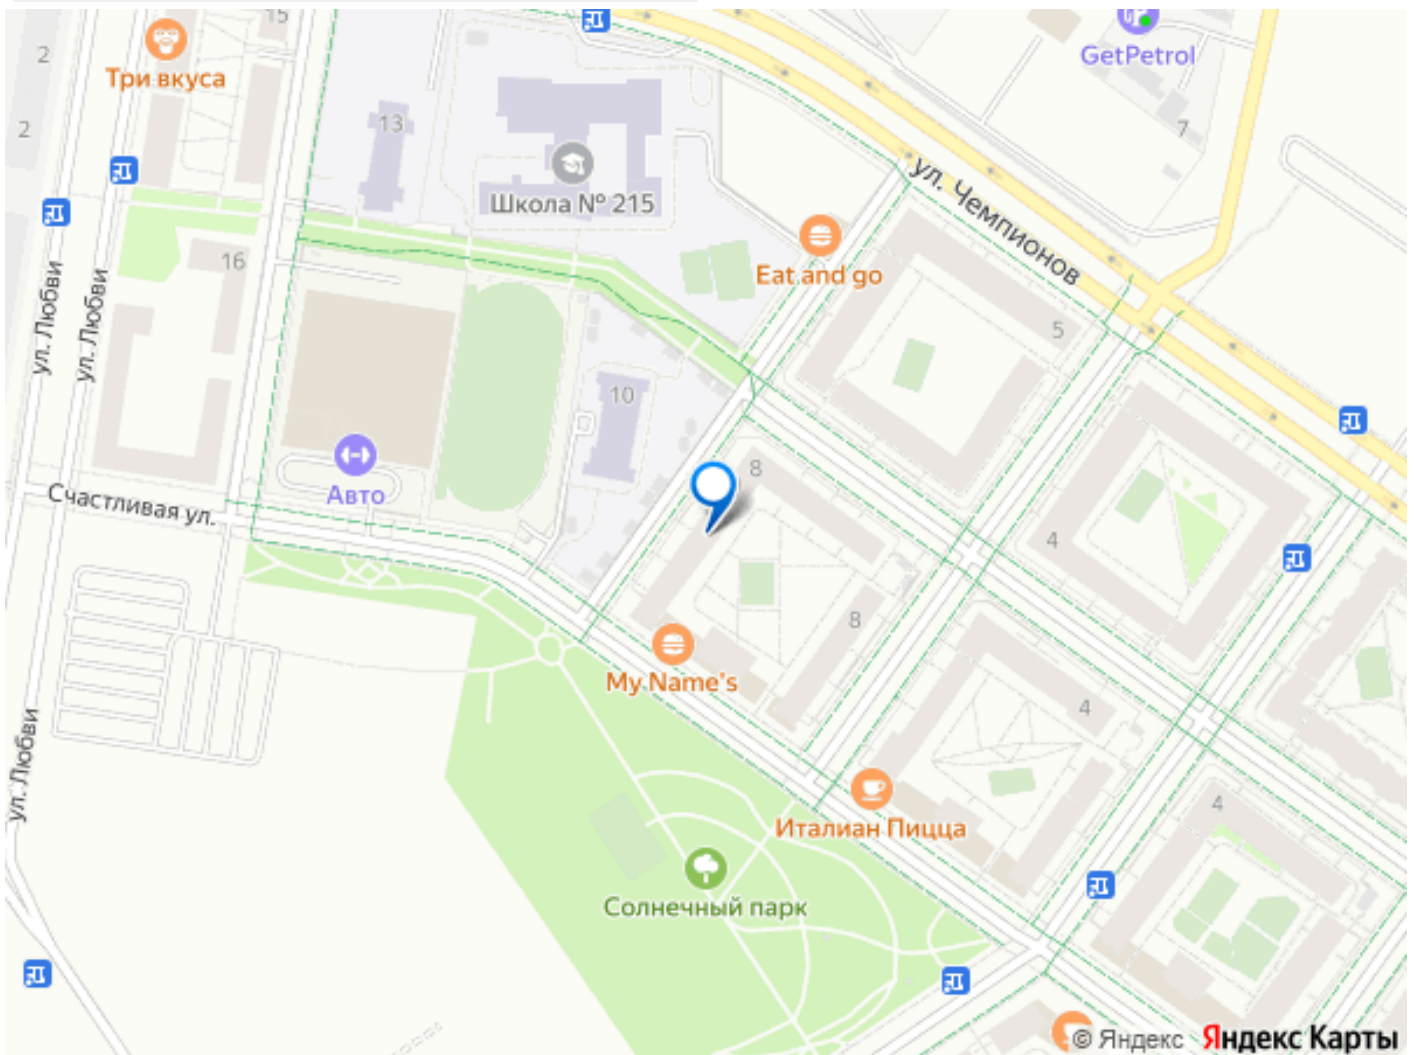 15
2
Три вкуса
GetPetrol
13
2
7
Школа № 215
ул. Чемпионов
16
Eat and go
ул. Любви
ул. Любви
5
10
8
Авто
Счастливая ул.
4
8
My Name's
4
ул. Любви
4
Италиан Пицца
Солнечный парк
© Яндекс Яндекс Карты